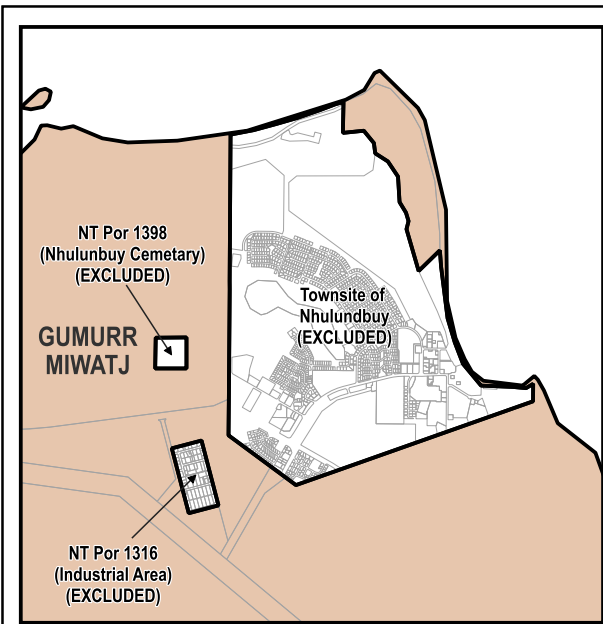 NT Por 1398
(Nhulunbuy Cemetary)
(EXCLUDED)
GUMURR
MIWATJ
Townsite of
Nhulundbuy
(EXCLUDED)
NT Por 1316
(Industrial Area)
(EXCLUDED)